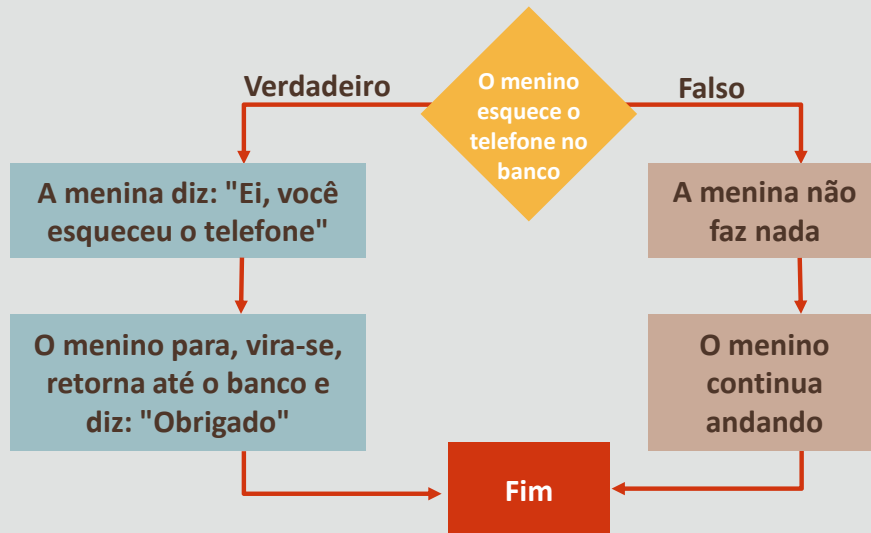 Verdadeiro
O menino
esquece o
telefone no
banco
Falso
A menina diz: "Ei, você
esqueceu o telefone"
A menina não
faz nada
O menino para, vira-se,
retorna até o banco e
diz: "Obrigado"
O menino
continua
andando
Fim